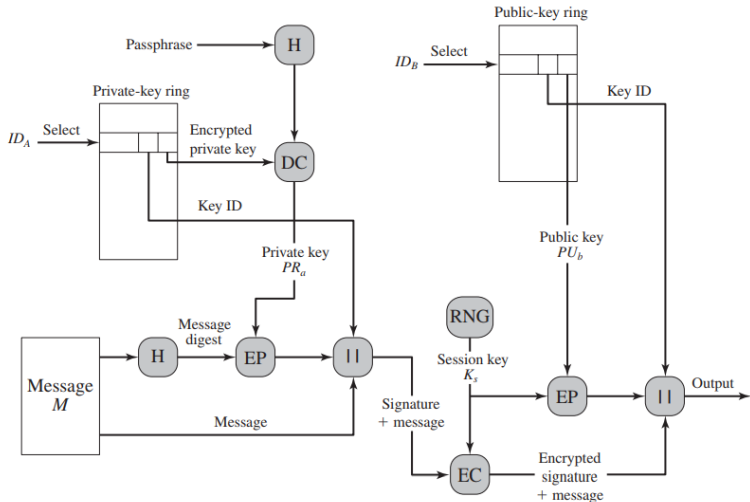 Public-key ring
Passphrase
H
ID_B
Select
Private-key ring
Key ID
ID_A
Select
Encrypted
private key
DC
Key ID
Private key
PR_a
Public key
PU_b
RNG
Message
digest
Session key
K_s
H
EP
||
Message
M
EP
||
Output
Message
Signature
+ message
EC
Encrypted
signature
+ message